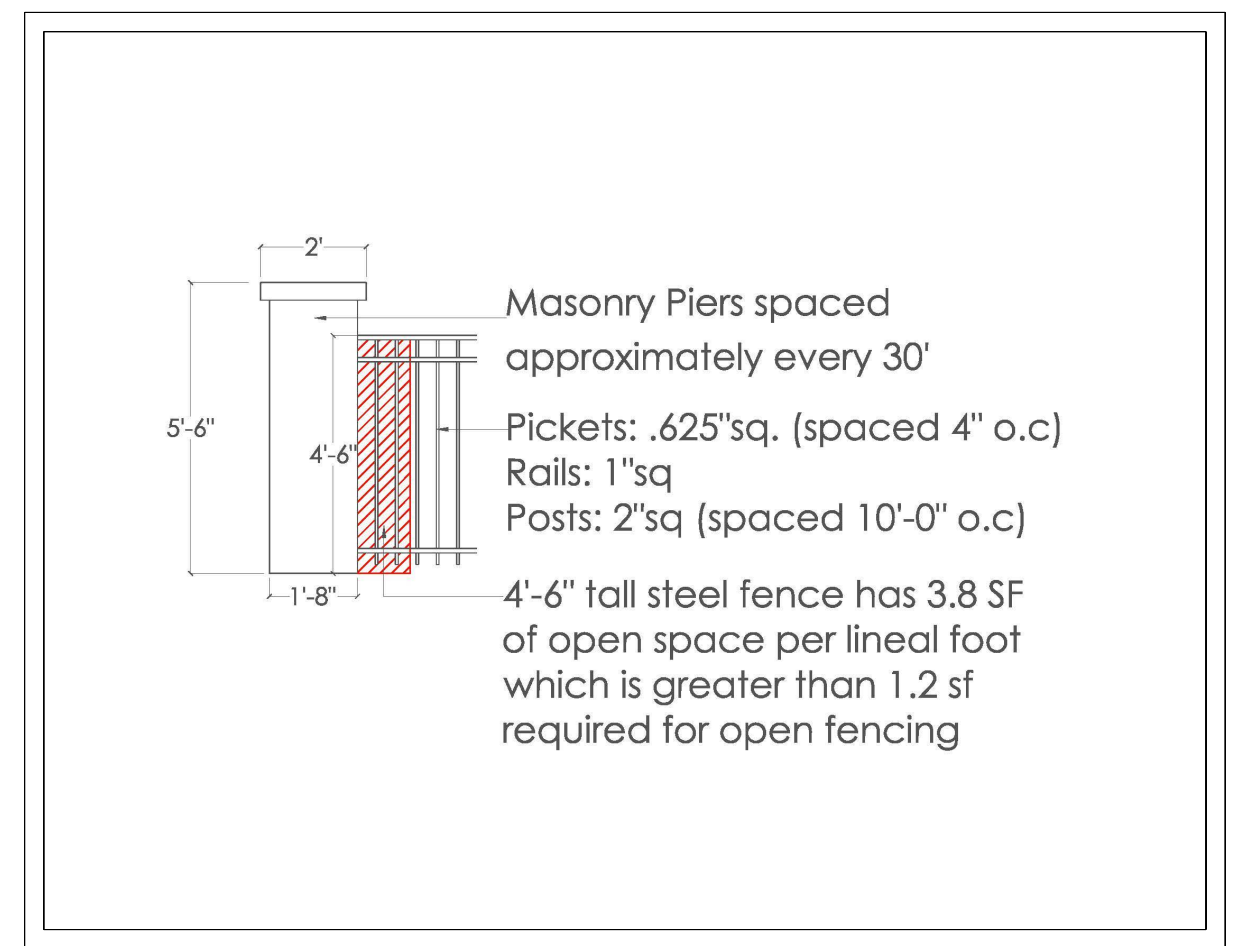 2'
Masonry Piers spaced
approximately every 30'
5'-6"
4'-6"
Pickets: .625"sq. (spaced 4" o.c)
Rails: 1"sq
Posts: 2"sq (spaced 10'-0" o.c)
1'-8"
4'-6" tall steel fence has 3.8 SF
of open space per lineal foot
which is greater than 1.2 sf
required for open fencing